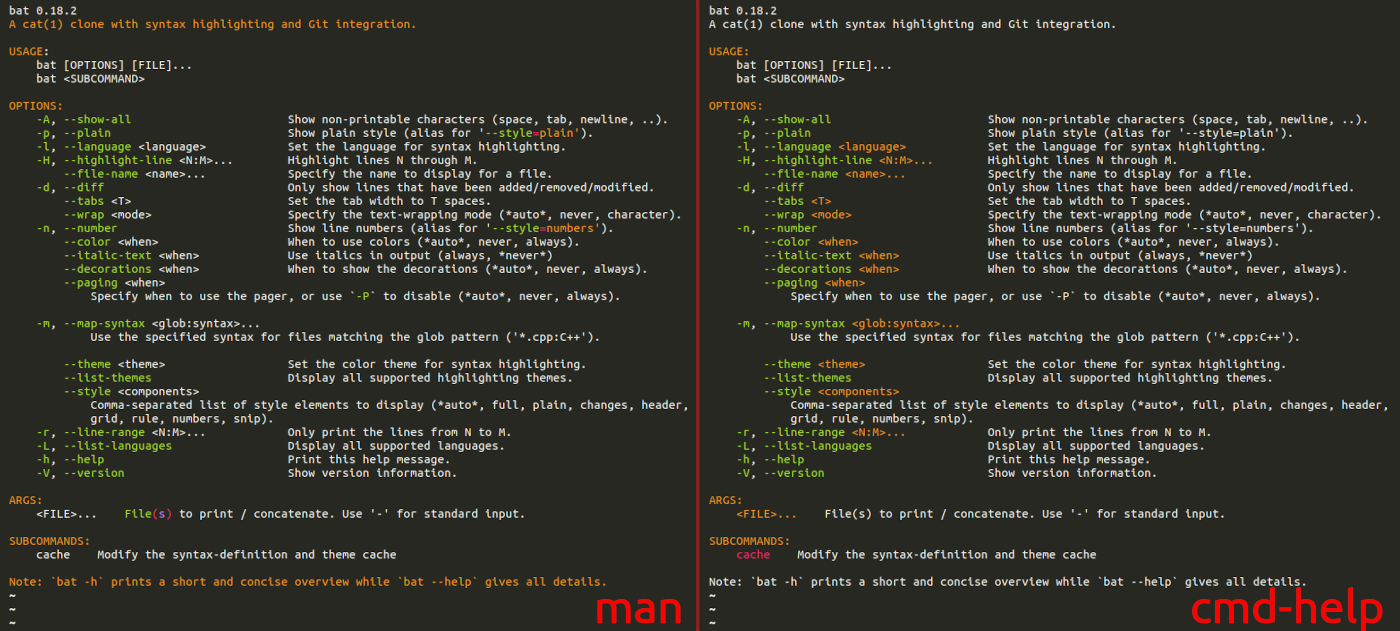 bat 0.18.2
A cat(1) clone with syntax highlighting and Git integration.
USAGE:
bat [OPTIONS] [FILE]...
bat <SUBCOMMAND>
OPTIONS:
-A, --show-all Show non-printable characters (space, tab, newline, ..).
-p, --plain Show plain style (alias for '--style=plain').
-l, --language <language> Set the language for syntax highlighting.
-H, --highlight-line <N:M>... Highlight lines N through M.
--file-name <name>... Specify the name to display for a file.
-d, --diff Only show lines that have been added/removed/modified.
--tabs <T> Set the tab width to T spaces.
--wrap <mode> Specify the text-wrapping mode (*auto*, never, character).
-n, --number Show line numbers (alias for '--style=numbers').
--color <when> When to use colors (*auto*, never, always).
--italic-text <when> Use italics in output (always, *never*)
--decorations <when> When to show the decorations (*auto*, never, always).
--paging <when>
Specify when to use the pager, or use `-P` to disable (*auto*, never, always).
-m, --map-syntax <glob:syntax>...
Use the specified syntax for files matching the glob pattern ('*.cpp:C++').
--theme <theme> Set the color theme for syntax highlighting.
--list-themes Display all supported highlighting themes.
--style <components>
Comma-separated list of style elements to display (*auto*, full, plain, changes, header,
grid, rule, numbers, snip).
-r, --line-range <N:M>... Only print the lines from N to M.
-L, --list-languages Display all supported languages.
-h, --help Print this help message.
-V, --version Show version information.
ARGS:
<FILE>... File(s) to print / concatenate. Use '-' for standard input.
SUBCOMMANDS:
cache Modify the syntax-definition and theme cache
Note: `bat -h` prints a short and concise overview while `bat --help` gives all details.
~
~
~
man
bat 0.18.2
A cat(1) clone with syntax highlighting and Git integration.
USAGE:
bat [OPTIONS] [FILE]...
bat <SUBCOMMAND>
OPTIONS:
-A, --show-all Show non-printable characters (space, tab, newline, ..).
-p, --plain Show plain style (alias for '--style=plain').
-l, --language <language> Set the language for syntax highlighting.
-H, --highlight-line <N:M>... Highlight lines N through M.
--file-name <name>... Specify the name to display for a file.
-d, --diff Only show lines that have been added/removed/modified.
--tabs <T> Set the tab width to T spaces.
--wrap <mode> Specify the text-wrapping mode (*auto*, never, character).
-n, --number Show line numbers (alias for '--style=numbers').
--color <when> When to use colors (*auto*, never, always).
--italic-text <when> Use italics in output (always, *never*)
--decorations <when> When to show the decorations (*auto*, never, always).
--paging <when>
Specify when to use the pager, or use `-P` to disable (*auto*, never, always).
-m, --map-syntax <glob:syntax>...
Use the specified syntax for files matching the glob pattern ('*.cpp:C++').
--theme <theme> Set the color theme for syntax highlighting.
--list-themes Display all supported highlighting themes.
--style <components>
Comma-separated list of style elements to display (*auto*, full, plain, changes, header,
grid, rule, numbers, snip).
-r, --line-range <N:M>... Only print the lines from N to M.
-L, --list-languages Display all supported languages.
-h, --help Print this help message.
-V, --version Show version information.
ARGS:
<FILE>... File(s) to print / concatenate. Use '-' for standard input.
SUBCOMMANDS:
cache Modify the syntax-definition and theme cache
Note: `bat -h` prints a short and concise overview while `bat --help` gives all details.
~
~
~
cmd-help